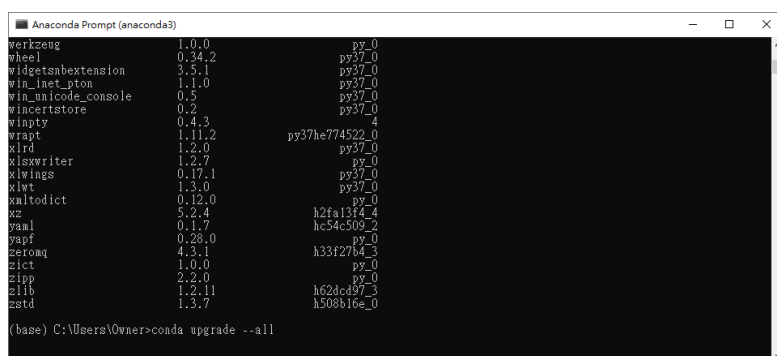 Anaconda Prompt (anaconda3)
werkzeug 1.0.0 py_0
wheel 0.34.2 py37_0
widgetsnbextension 3.5.1 py37_0
win_inet_pton 1.1.0 py37_0
win_unicode_console 0.5 py37_0
wincertstore 0.2 py37_0
winpty 0.4.3 4
wrapt 1.11.2 py37he774522_0
xlrd 1.2.0 py37_0
xlsxwriter 1.2.7 py_0
xlwings 0.17.1 py37_0
xlwt 1.3.0 py37_0
xmltodict 0.12.0 py_0
xz 5.2.4 h2fa13f4_4
yaml 0.1.7 hc54c509_2
yapf 0.28.0 py_0
zeromq 4.3.1 h33f27b4_3
zict 1.0.0 py_0
zipp 2.2.0 py_0
zlib 1.2.11 h62dcd97_3
zstd 1.3.7 h508b16e_0
(base) C:\Users\Owner>conda upgrade --all